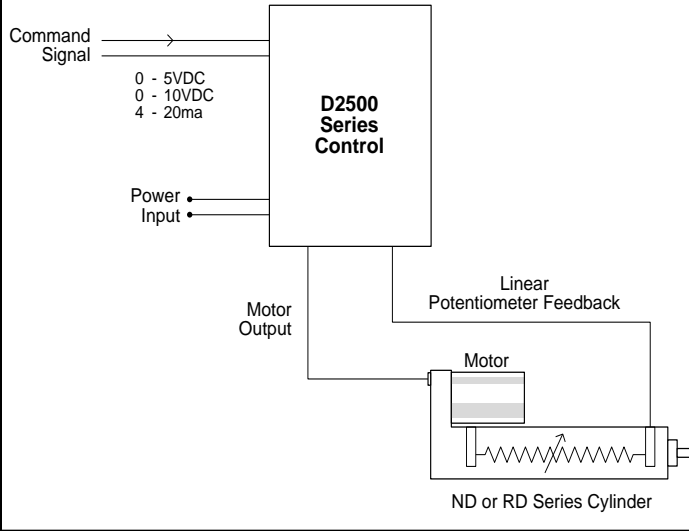 Command
Signal
0 - 5VDC
0 - 10VDC
4 - 20ma
D2500
Series
Control
Power
Input
Motor
Output
Linear
Potentiometer Feedback
Motor
ND or RD Series Cylinder